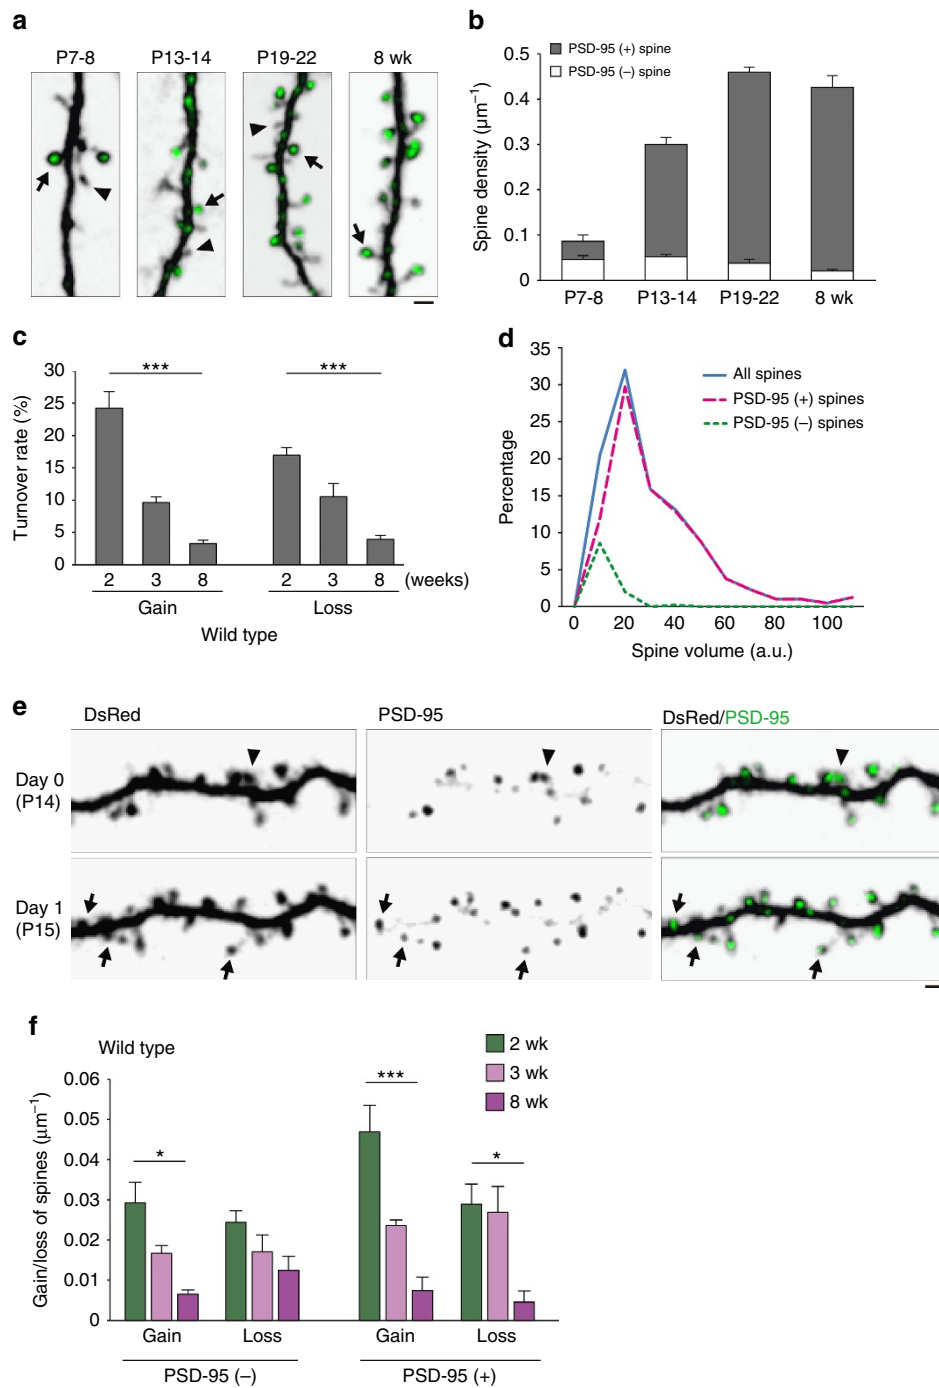 a
P7-8
P13-14
P19-22
8 wk
b
PSD-95 (+) spine
PSD-95 (–) spine
Spine density (μm⁻¹)
0.5
0.4
0.3
0.2
0.1
0
P7-8
P13-14
P19-22
8 wk
c
Turnover rate (%)
30
25
20
15
10
5
0
***
***
2
3
8
2
3
8
(weeks)
Gain
Loss
Wild type
d
Percentage
35
30
25
20
15
10
5
0
All spines
PSD-95 (+) spines
PSD-95 (–) spines
0
20
40
60
80
100
Spine volume (a.u.)
e
DsRed
PSD-95
DsRed/PSD-95
Day 0
(P14)
Day 1
(P15)
f
Wild type
2 wk
3 wk
8 wk
Gain/loss of spines (μm⁻¹)
0.06
0.05
0.04
0.03
0.02
0.01
0
*
***
*
Gain
Loss
Gain
Loss
PSD-95 (–)
PSD-95 (+)